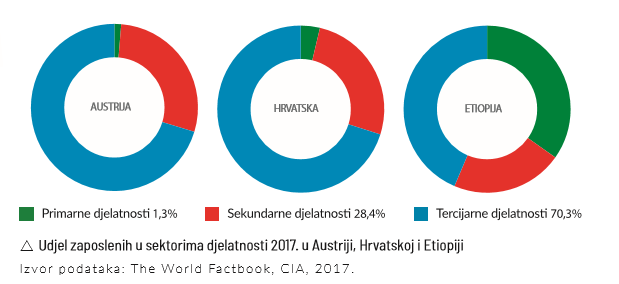 AUSTRIJA
HRVATSKA
ETIOPIJA
Primarne djelatnosti 1,3%
Sekundarne djelatnosti 28,4%
Tercijarne djelatnosti 70,3%
△ Udjel zaposlenih u sektorima djelatnosti 2017. u Austriji, Hrvatskoj i Etiopiji
Izvor podataka: The World Factbook, CIA, 2017.